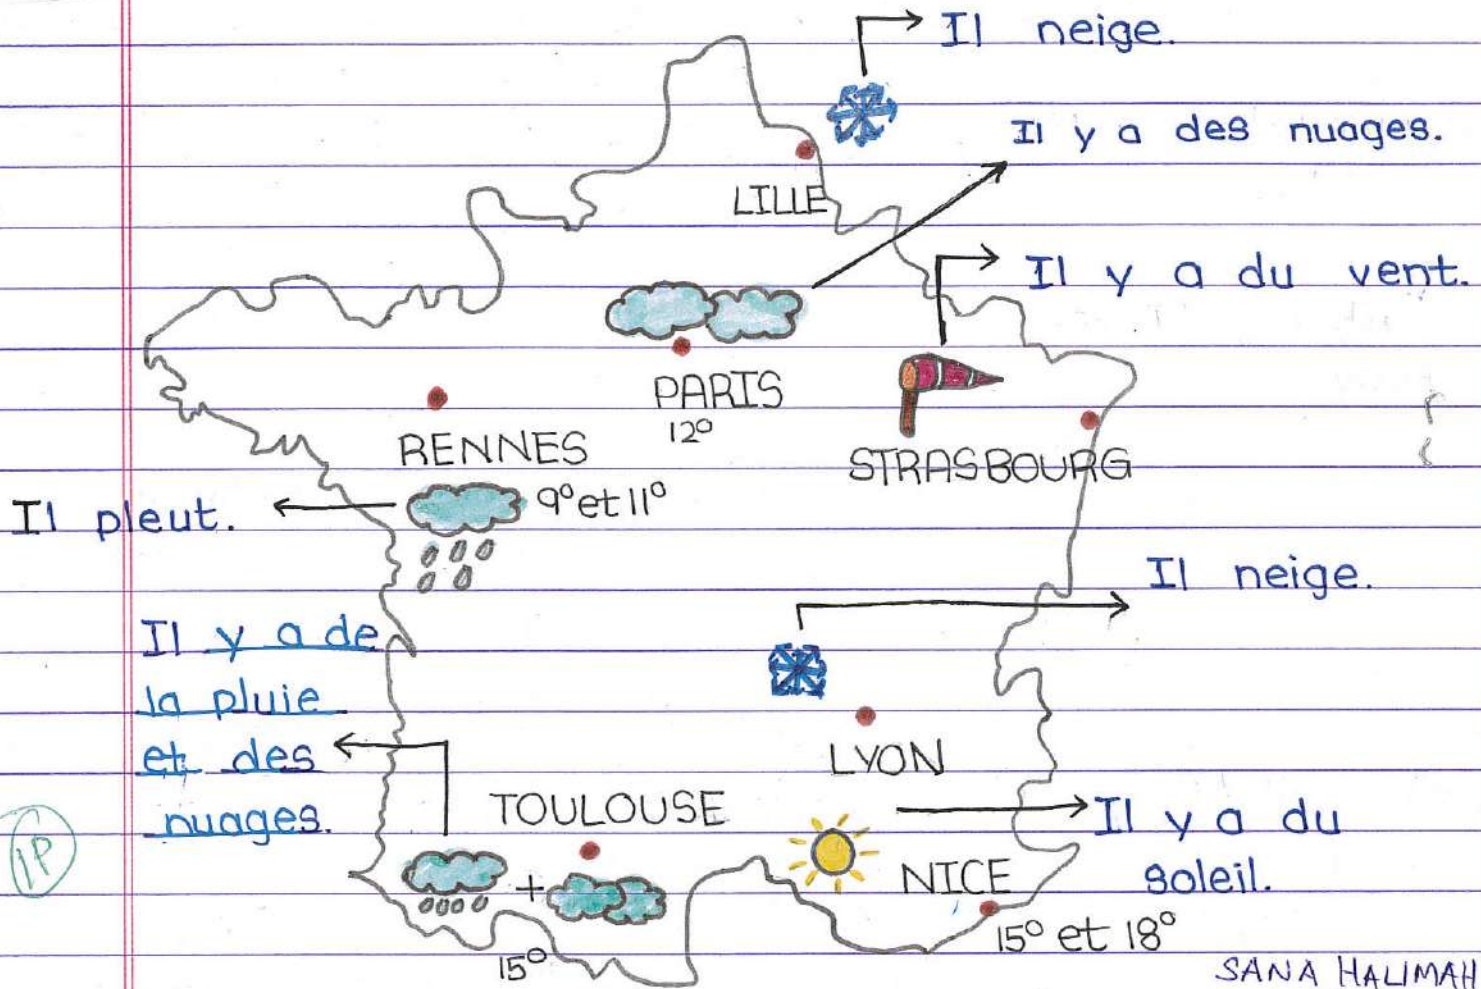 Il neige.
Il y a des nuages.
LILLE
Il y a du vent.
PARIS
12°
RENNES
STRASBOURG
9° et 11°
Il pleut.
Il neige.
Il y a de
la pluie
et des
nuages.
LYON
TOULOUSE
Il y a du
soleil.
NICE
+
15°
15° et 18°
1P
SANA HALIMAH